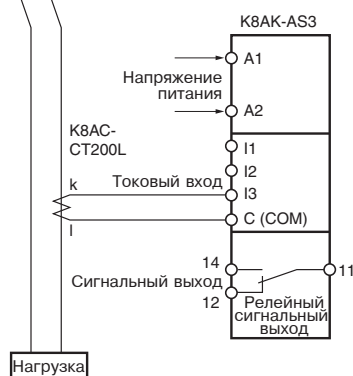 K8AK-AS3
A1
Напряжение
питания
A2
K8AC-
CT200L
I1
I2
k
Токовый вход
I3
C (COM)
l
14
11
Сигнальный выход
12
Релейный
сигнальный
выход
Нагрузка